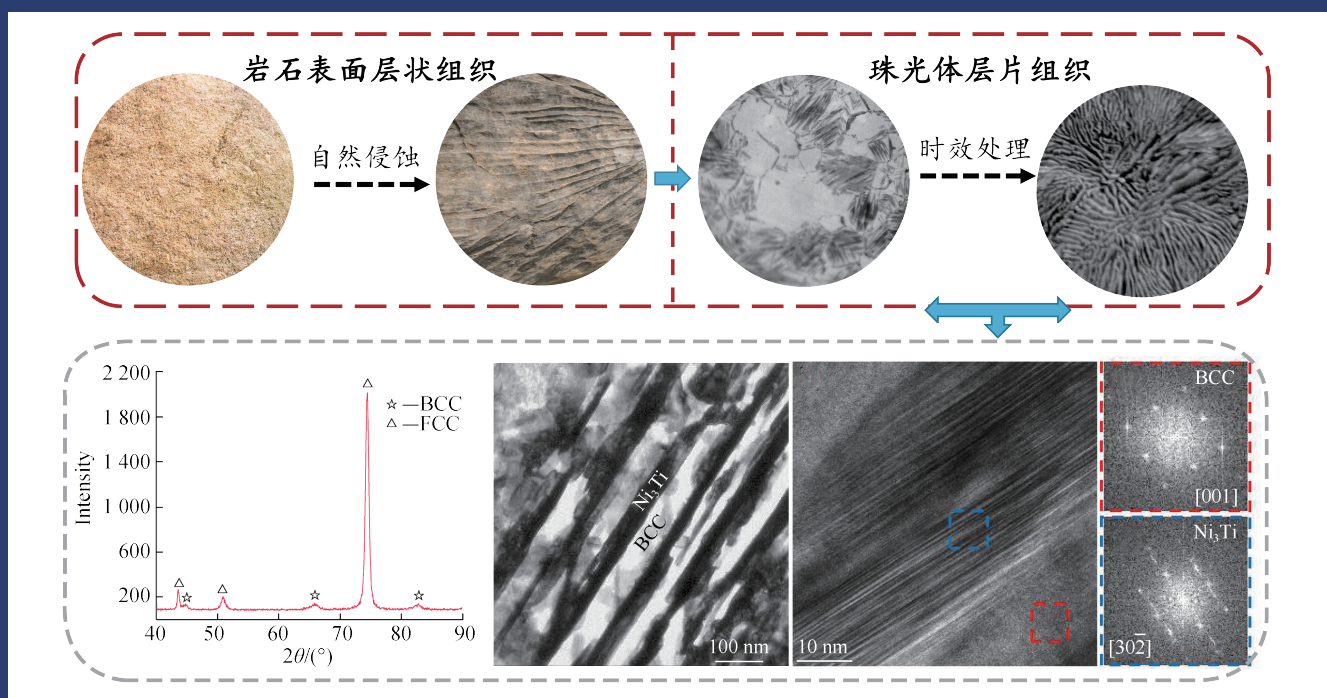 岩石表面层状组织
自然侵蚀
珠光体层片组织
时效处理
2 200
1 800
1 400
1 000
600
200
Intensity
☆—BCC
△—FCC
40
50
60
70
80
90
2θ/(°)
Ni₃Ti
BCC
100 nm
10 nm
BCC
[001]
Ni₃Ti
[302̄]